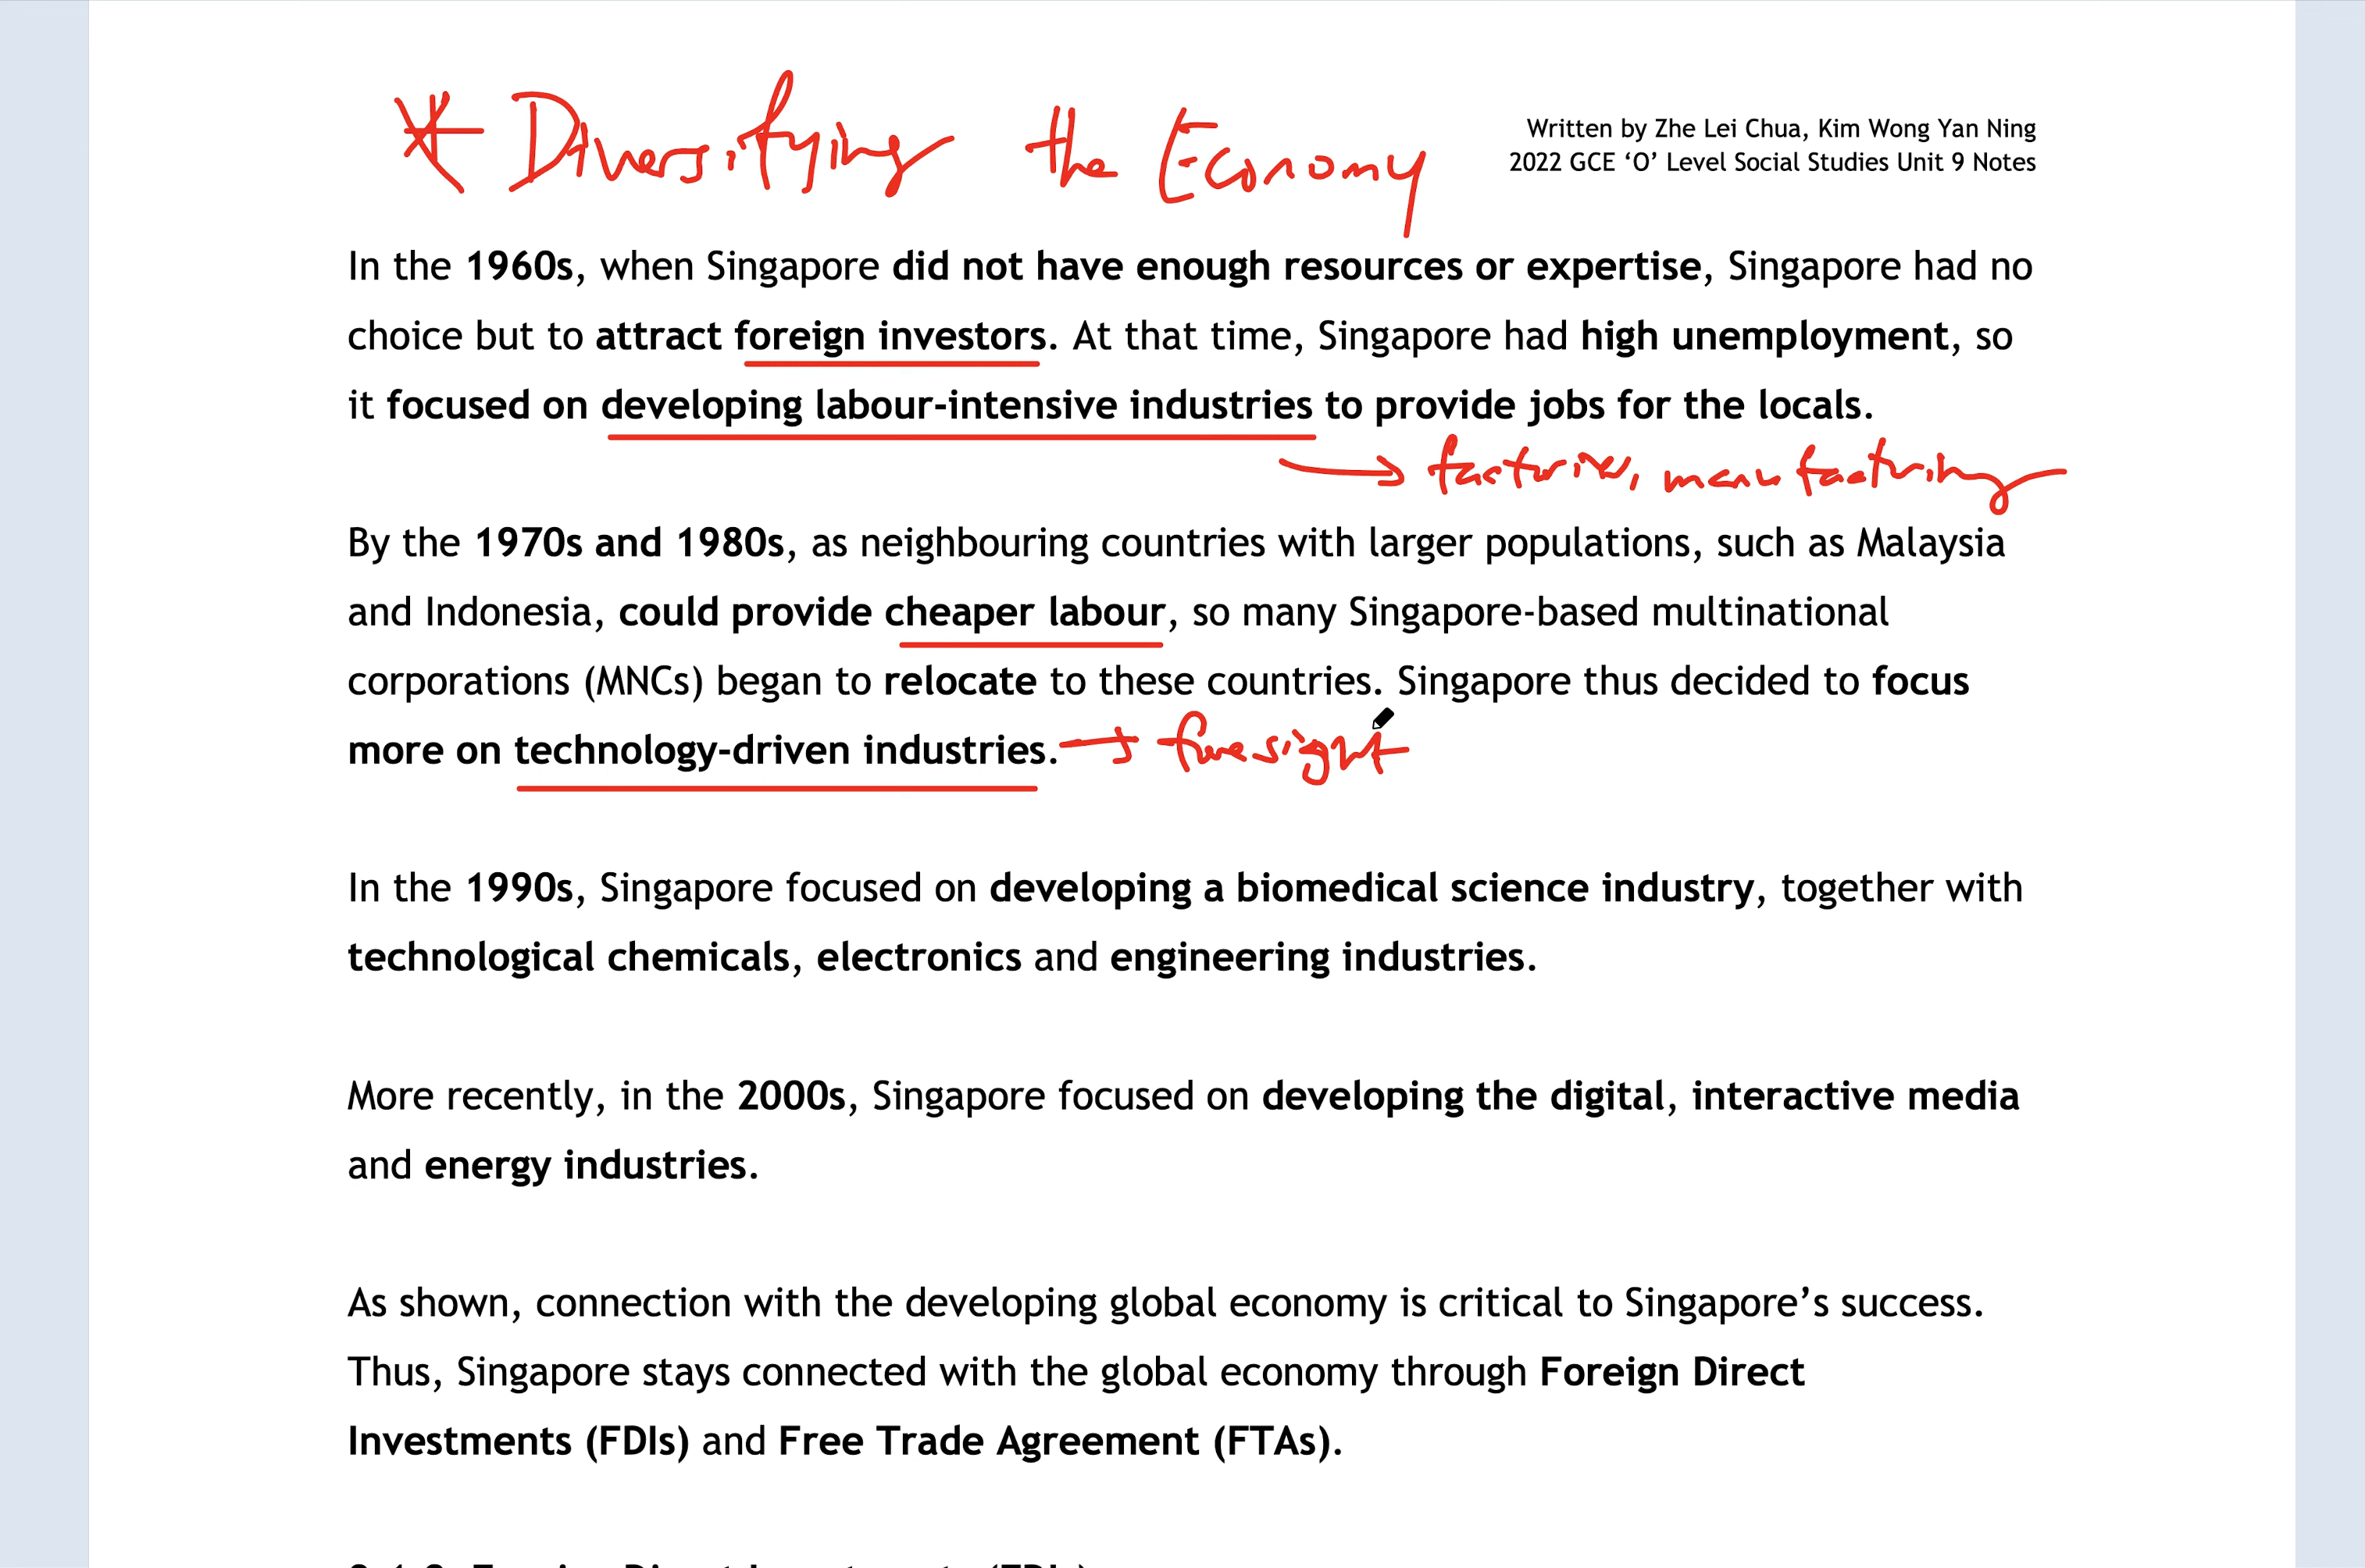 * Diversifying the Economy
Written by Zhe Lei Chua, Kim Wong Yan Ning
2022 GCE ‘O’ Level Social Studies Unit 9 Notes
In the 1960s, when Singapore did not have enough resources or expertise, Singapore had no
choice but to attract foreign investors. At that time, Singapore had high unemployment, so
it focused on developing labour-intensive industries to provide jobs for the locals.
→ factories, manufacturing
By the 1970s and 1980s, as neighbouring countries with larger populations, such as Malaysia
and Indonesia, could provide cheaper labour, so many Singapore-based multinational
corporations (MNCs) began to relocate to these countries. Singapore thus decided to focus
more on technology-driven industries. → foresight
In the 1990s, Singapore focused on developing a biomedical science industry, together with
technological chemicals, electronics and engineering industries.
More recently, in the 2000s, Singapore focused on developing the digital, interactive media
and energy industries.
As shown, connection with the developing global economy is critical to Singapore’s success.
Thus, Singapore stays connected with the global economy through Foreign Direct
Investments (FDIs) and Free Trade Agreement (FTAs).